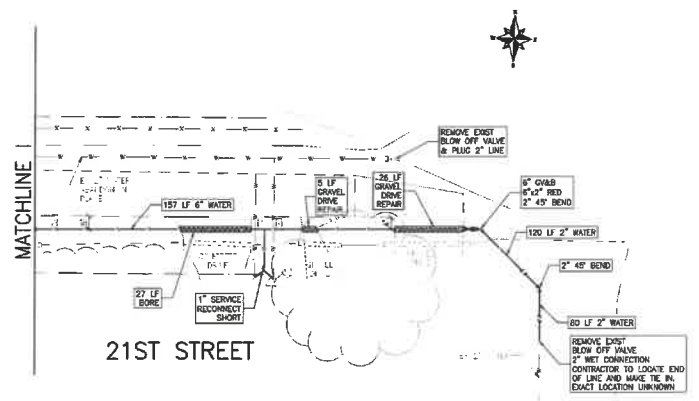 N
W
E
S
MATCHLINE I
REMOVE EXIST
BLOW OFF VALVE
& PLUG 2" LINE
157 LF 6" WATER
5 LF
GRAVEL
DRIVE
REPAIR
26 LF
GRAVEL
DRIVE
REPAIR
6" GV&B
6"x2" RED
2" 45° BEND
120 LF 2" WATER
2" 45° BEND
27 LF
BORE
1" SERVICE
RECONNECT
SHORT
80 LF 2" WATER
21ST STREET
REMOVE EXIST
BLOW OFF VALVE
2" WET CONNECTION
CONTRACTOR TO LOCATE END
OF LINE AND MAKE TIE IN.
EXACT LOCATION UNKNOWN